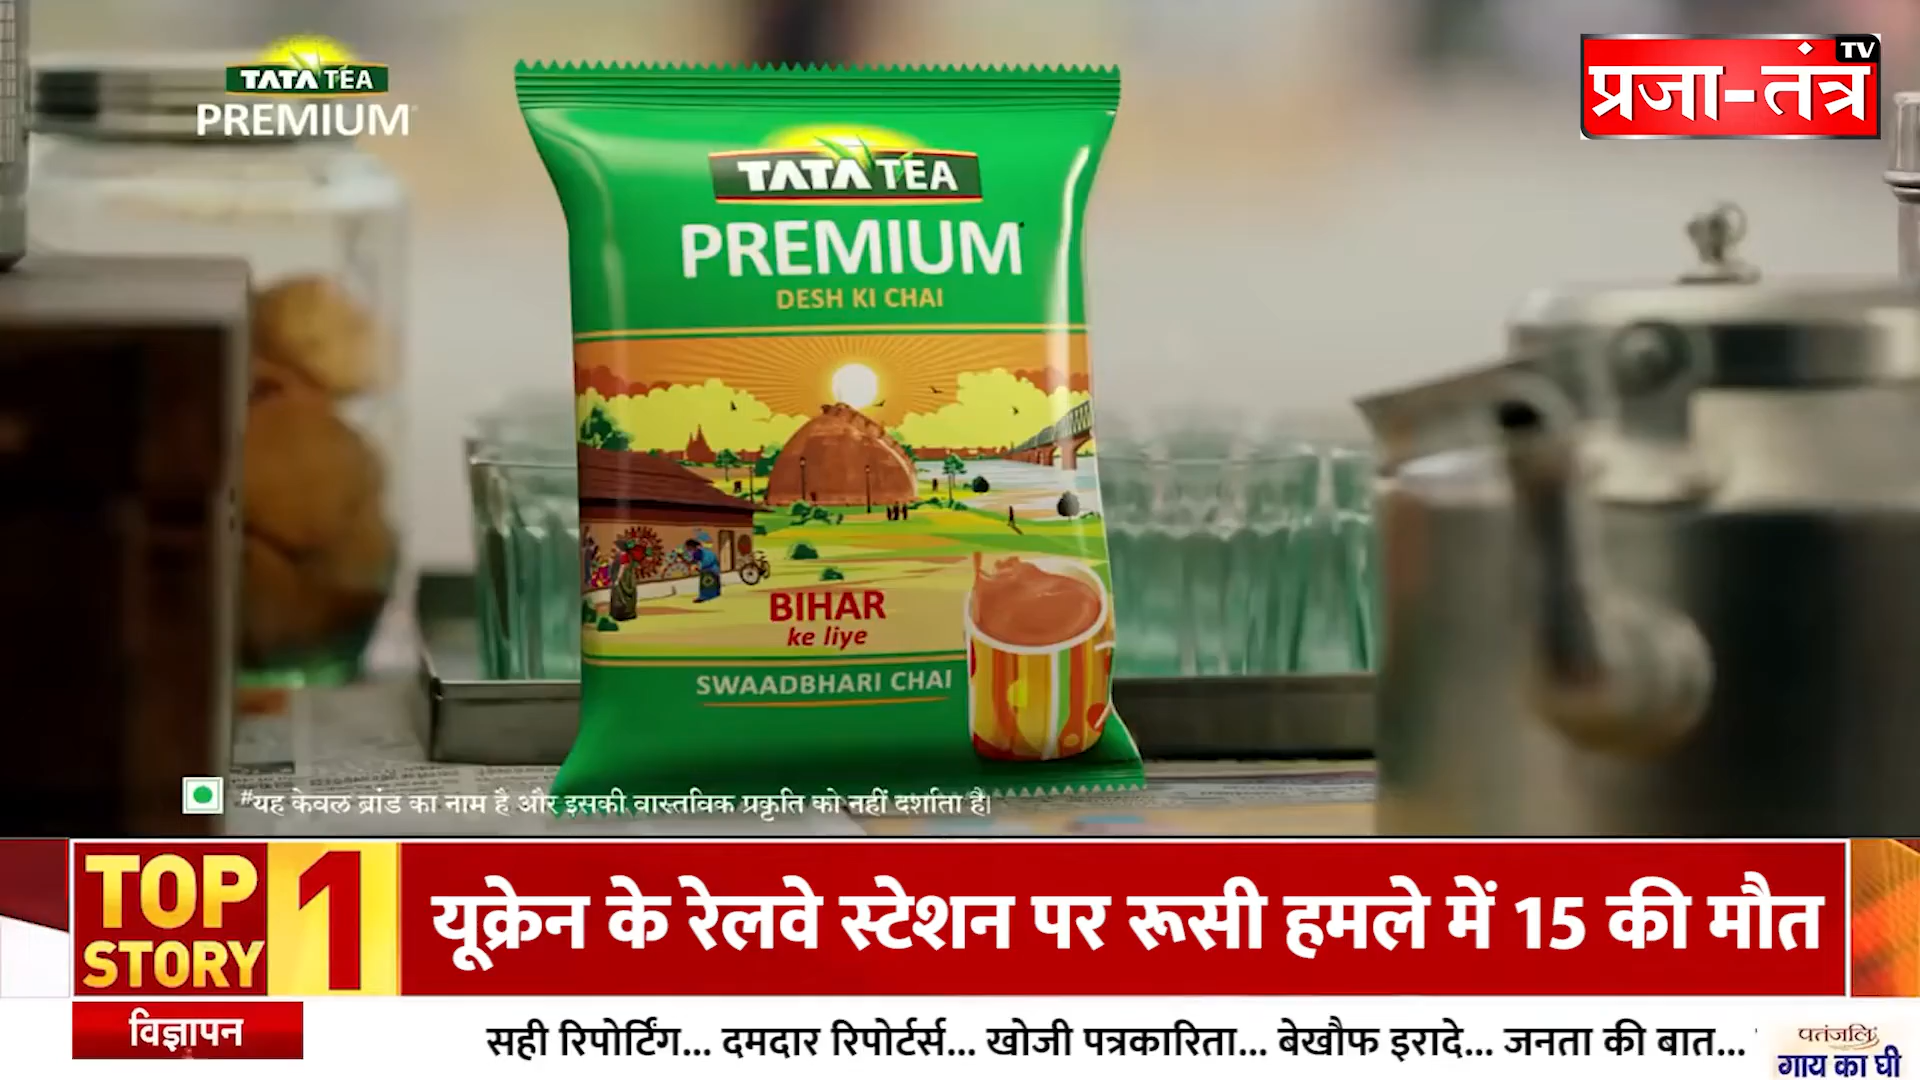 TATA TEA
PREMIUM
TV
प्रजा-तंत्र
TATA TEA
PREMIUM
DESH KI CHAI
BIHAR
ke liye
SWAADBHARI CHAI
#यह केवल ब्रांड का नाम है और इसकी वास्तविक प्रकृति को नहीं दर्शाता है।
TOP
STORY
1
यूक्रेन के रेलवे स्टेशन पर रूसी हमले में 15 की मौत
विज्ञापन
सही रिपोर्टिंग... दमदार रिपोर्टर्स... खोजी पत्रकारिता... बेखौफ इरादे... जनता की बात...
पतंजलि
गाय का घी